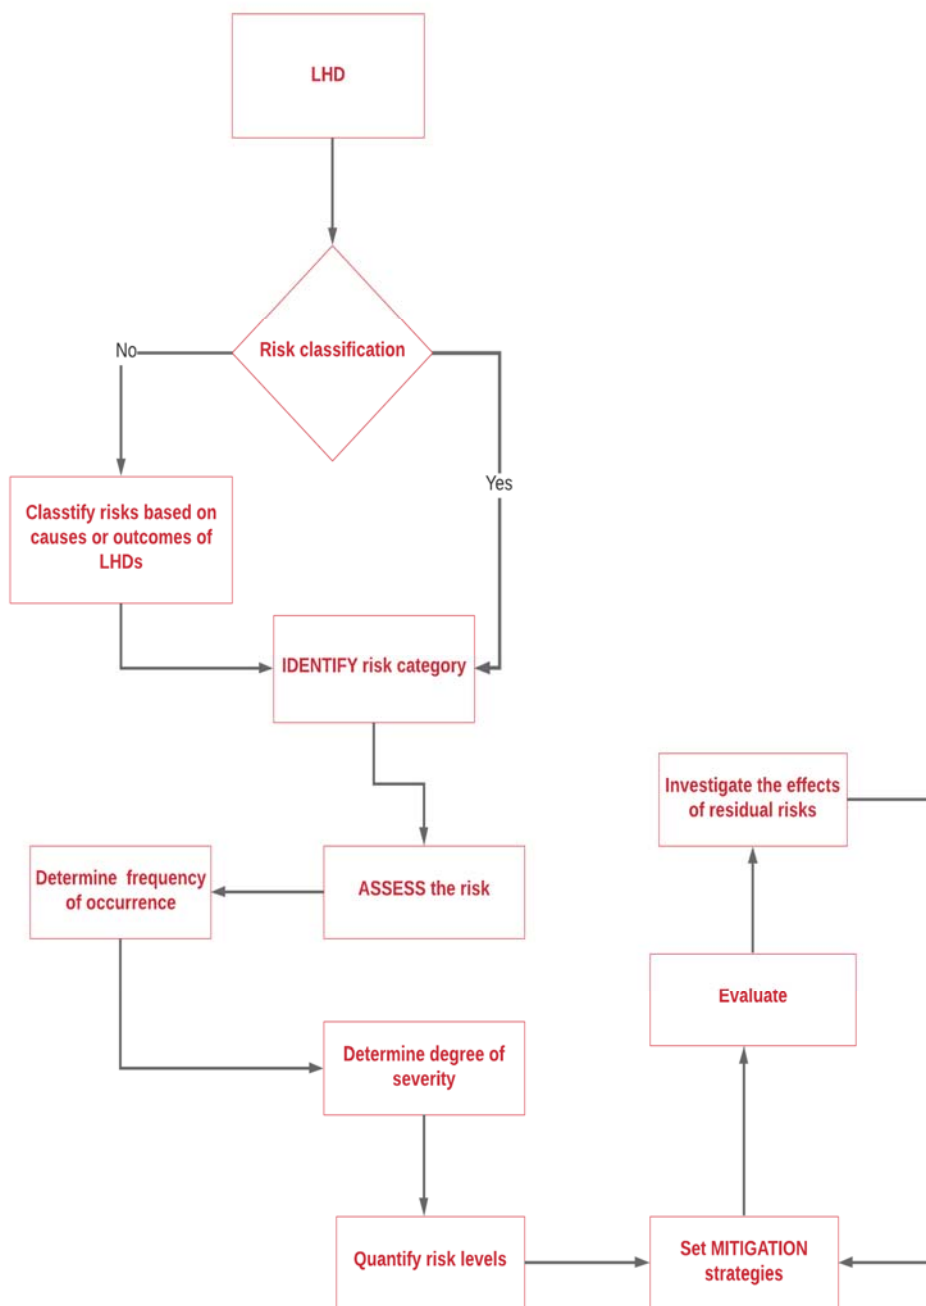 LHD
Risk classification
No
Yes
Classtify risks based on
causes or outcomes of
LHDs
IDENTIFY risk category
Investigate the effects
of residual risks
Determine frequency
of occurrence
ASSESS the risk
Evaluate
Determine degree of
severity
Quantify risk levels
Set MITIGATION
strategies